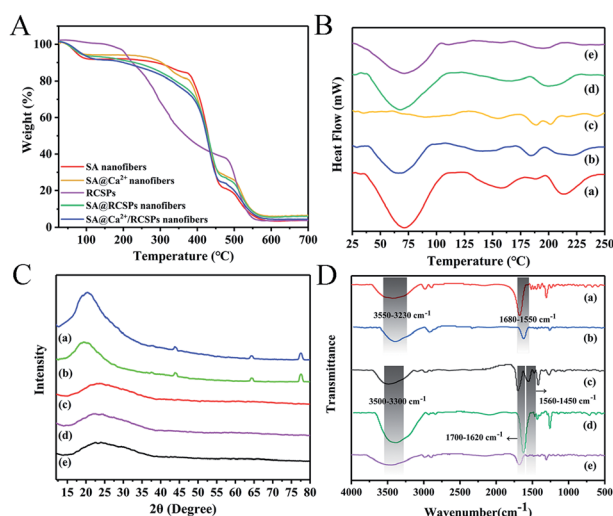 A
Weight (%)
100
80
60
40
20
0
SA nanofibers
SA@Ca²⁺ nanofibers
RCSPs
SA@RCSPs nanofibers
SA@Ca²⁺/RCSPs nanofibers
0 100 200 300 400 500 600 700
Temperature (℃)
B
Heat Flow (mW)
(e)
(d)
(c)
(b)
(a)
25 50 75 100 125 150 175 200 225 250
Temperature (℃)
C
Intensity
(a)
(b)
(c)
(d)
(e)
15 20 25 30 35 40 45 50 55 60 65 70 75 80
2θ (Degree)
D
Transmittance
(a)
3550-3230 cm⁻¹
1680-1550 cm⁻¹
(b)
(c)
3500-3300 cm⁻¹
1560-1450 cm⁻¹
(d)
1700-1620 cm⁻¹
(e)
4000 3500 3000 2500 2000 1500 1000 500
Wavenumber(cm⁻¹)